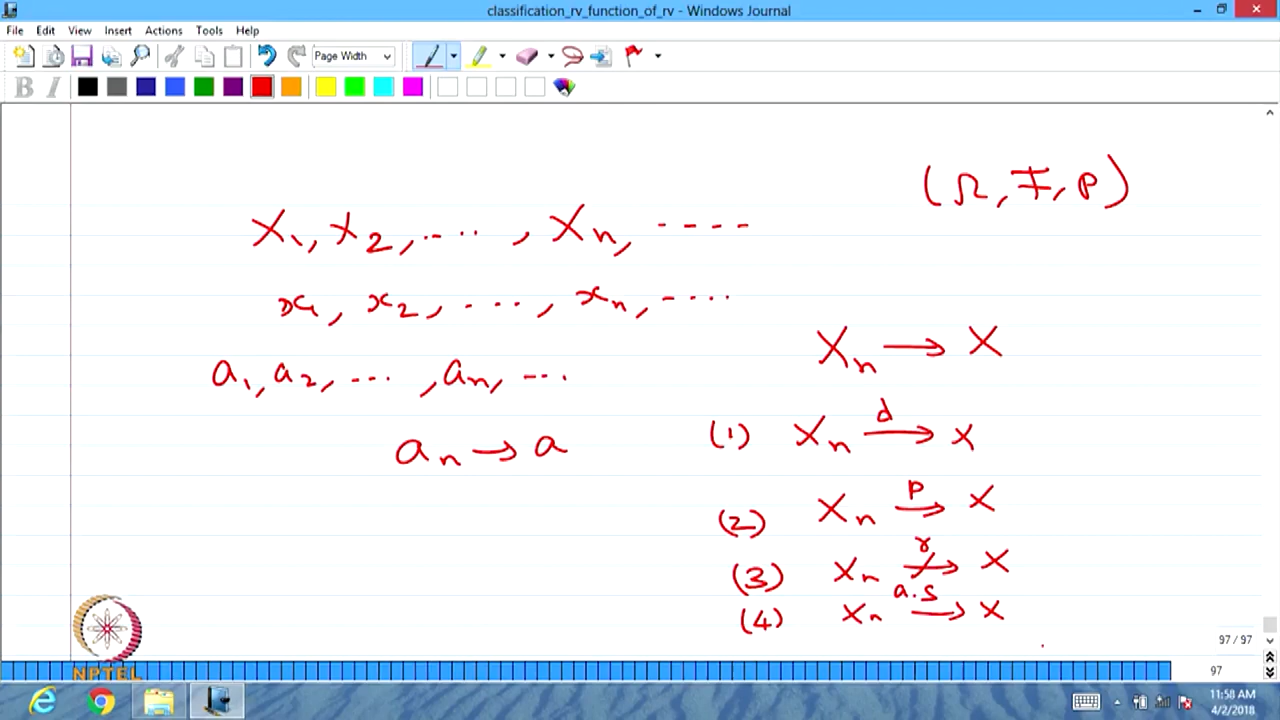 classification_rv_function_of_rv - Windows Journal
File Edit View Insert Actions Tools Help
Page Width
B I
(Ω, F, P)
X₁, X₂, ..... , Xₙ, ----
x₁, x₂, ..... , xₙ, .....
Xₙ → X
a₁, a₂, .... , aₙ, ...
(1) Xₙ →ᵈ X
aₙ → a
(2) Xₙ →ᴾ X
(3) Xₙ →ʳ X
(4) Xₙ →ᵃ·ˢ X
NPTEL
97 / 97
97
11:58 AM
4/2/2018